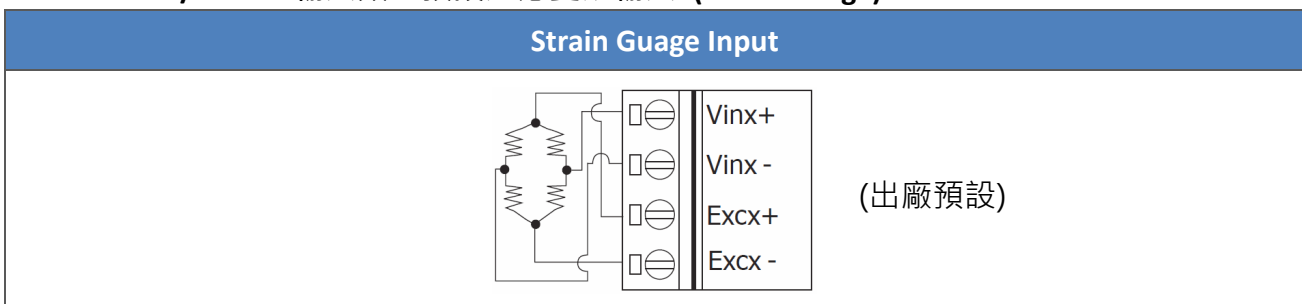 Strain Guage Input
Vinx+
Vinx -
(出廠預設)
Excx+
Excx -